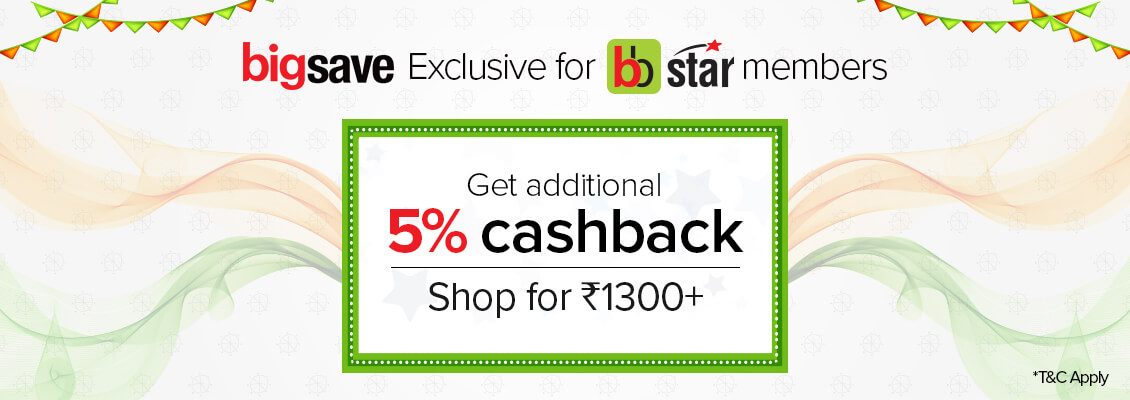 bigsave Exclusive for bb star members
Get additional
5% cashback
Shop for ₹1300+
*T&C Apply